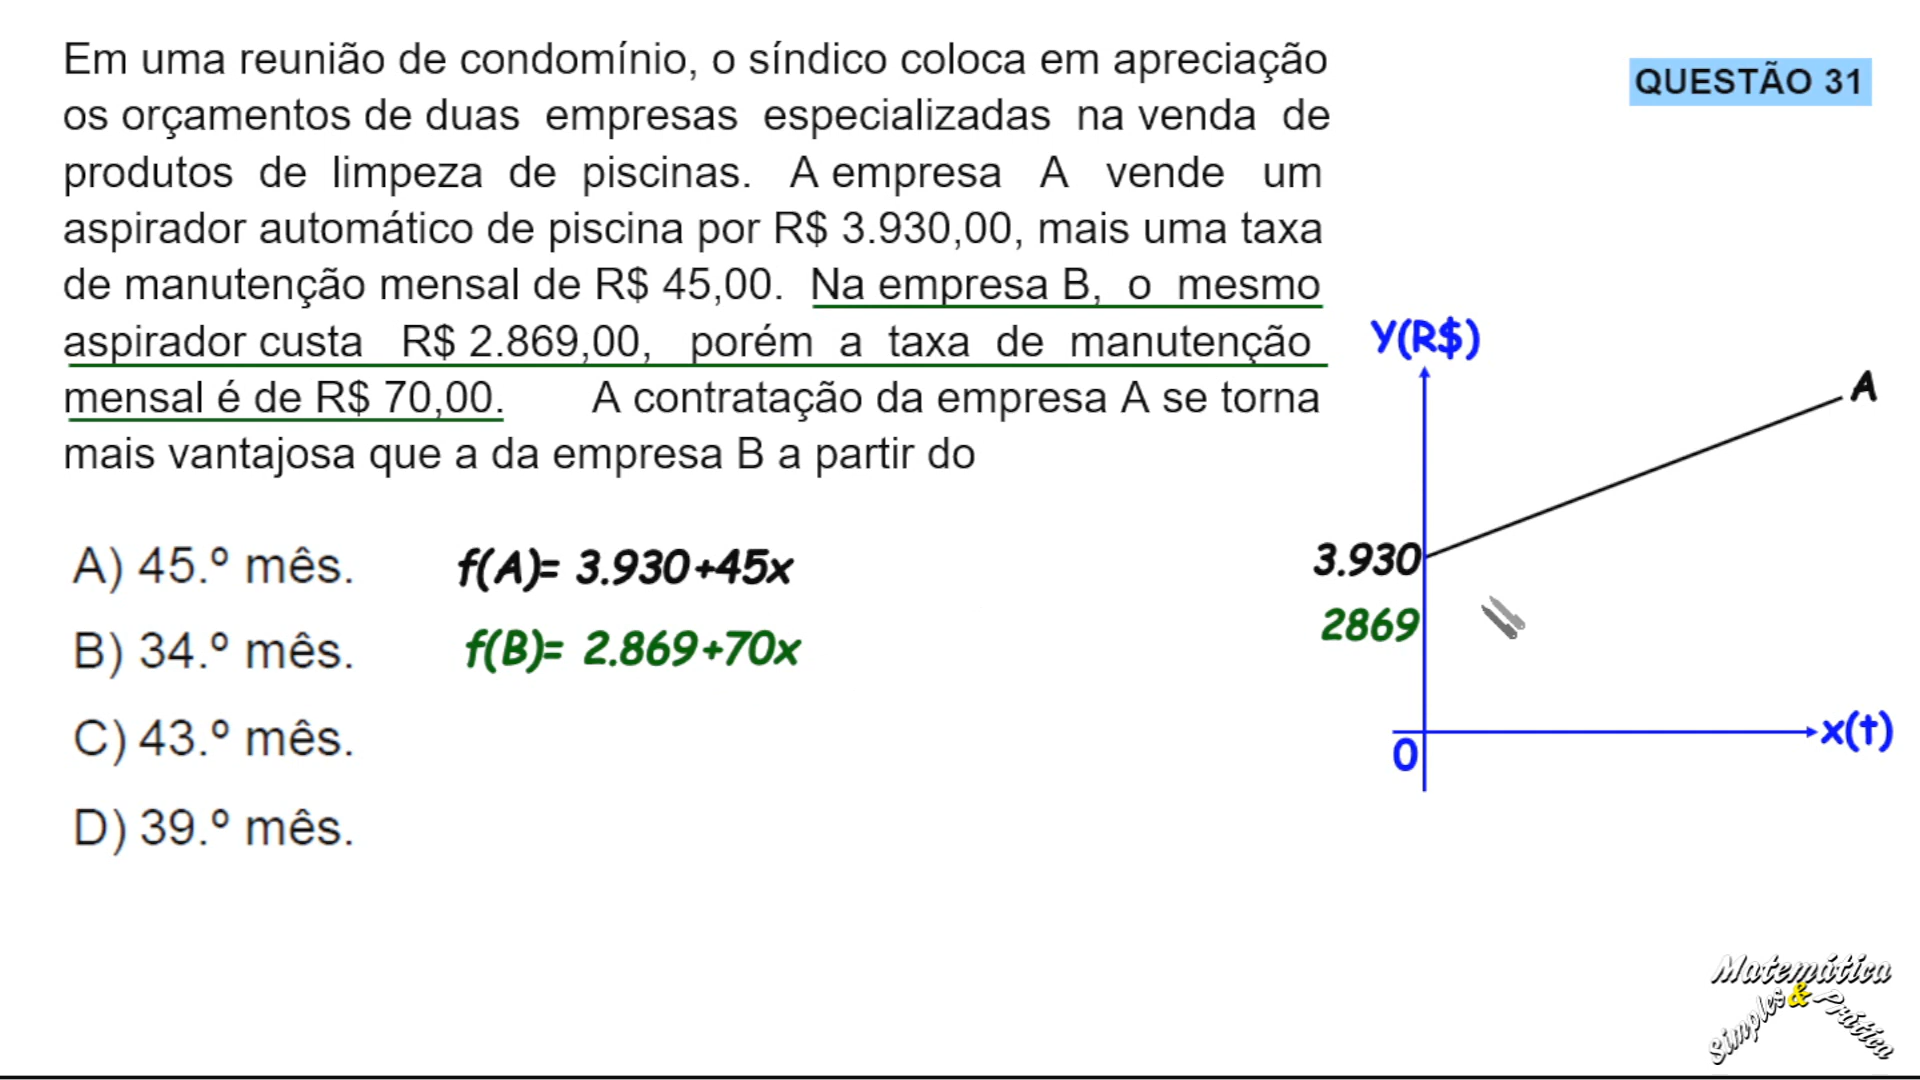 Em uma reunião de condomínio, o síndico coloca em apreciação
os orçamentos de duas empresas especializadas na venda de
produtos de limpeza de piscinas. A empresa A vende um
aspirador automático de piscina por R$ 3.930,00, mais uma taxa
de manutenção mensal de R$ 45,00. Na empresa B, o mesmo
aspirador custa R$ 2.869,00, porém a taxa de manutenção
mensal é de R$ 70,00. A contratação da empresa A se torna
mais vantajosa que a da empresa B a partir do
QUESTÃO 31
A) 45.º mês.
B) 34.º mês.
C) 43.º mês.
D) 39.º mês.
f(A)= 3.930+45x
f(B)= 2.869+70x
Y(R$)
A
3.930
2869
0
x(t)
Matemática
Simples & Prática